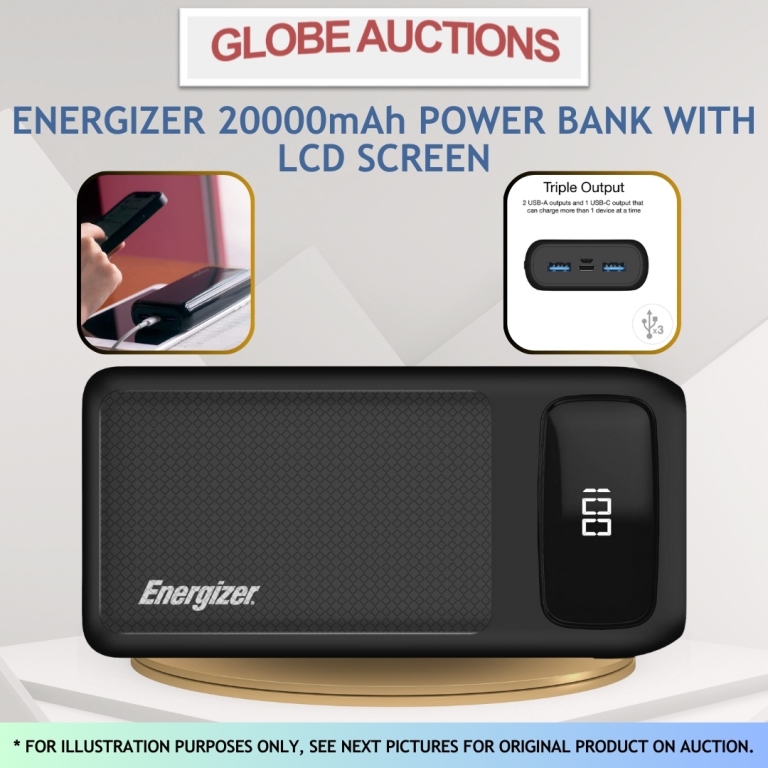 GLOBE AUCTIONS
ENERGIZER 20000mAh POWER BANK WITH
LCD SCREEN
Triple Output
2 USB-A outputs and 1 USB-C output that
can charge more than 1 device at a time
x3
100
Energizer.
* FOR ILLUSTRATION PURPOSES ONLY, SEE NEXT PICTURES FOR ORIGINAL PRODUCT ON AUCTION.